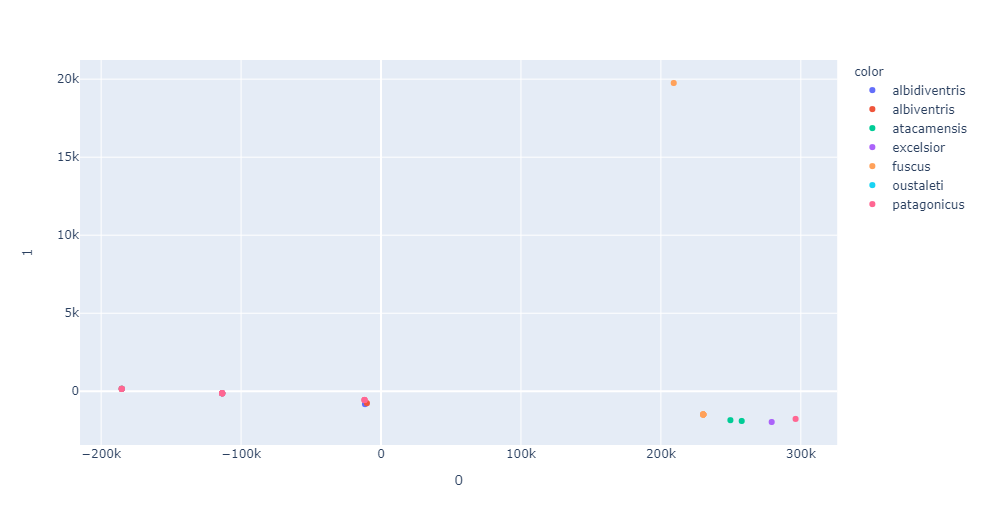 20k
15k
10k
5k
0
1
−200k
−100k
0
100k
200k
300k
0
color
albidiventris
albiventris
atacamensis
excelsior
fuscus
oustaleti
patagonicus